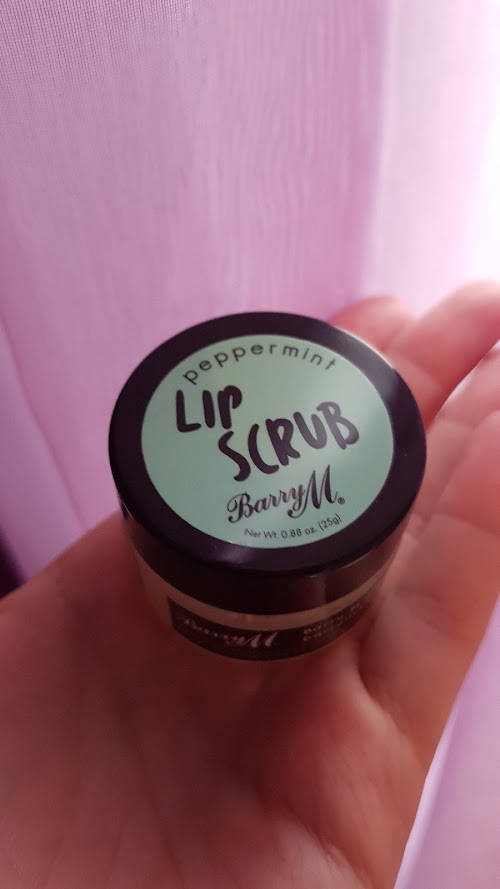 peppermint
LIP
SCRUB
Barry M®
Net Wt. 0.88 oz. (25g)
Barry M